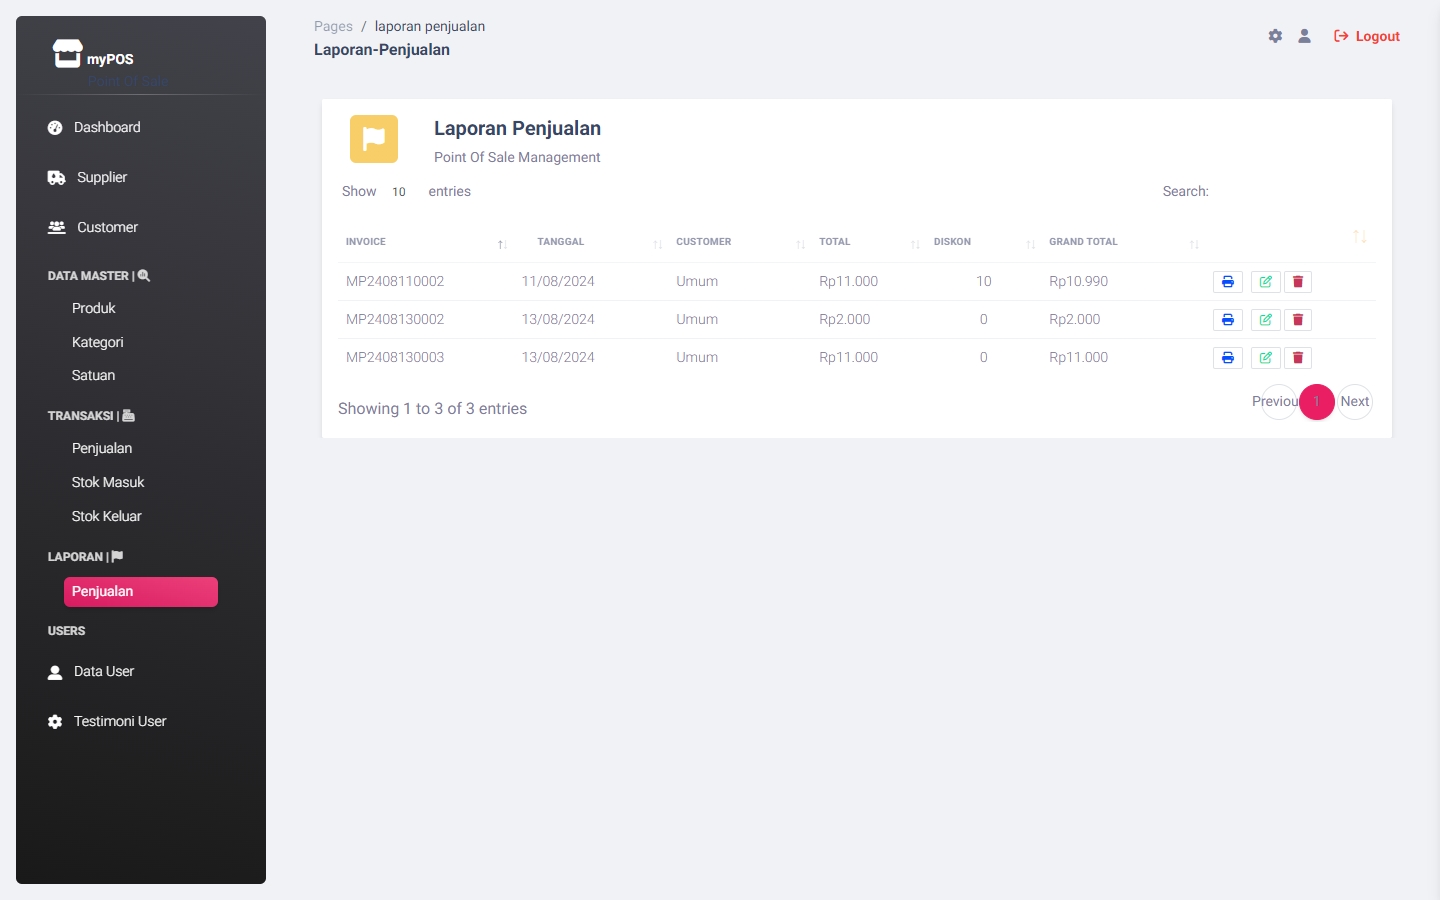 myPOS
Point Of Sale
Dashboard
Supplier
Customer
DATA MASTER |
Produk
Kategori
Satuan
TRANSAKSI |
Penjualan
Stok Masuk
Stok Keluar
LAPORAN |
Penjualan
USERS
Data User
Testimoni User
Pages / laporan penjualan
Laporan-Penjualan
Logout
Laporan Penjualan
Point Of Sale Management
Show 10 entries
Search:
INVOICE TANGGAL CUSTOMER TOTAL DISKON GRAND TOTAL
MP2408110002 11/08/2024 Umum Rp11.000 10 Rp10.990
MP2408130002 13/08/2024 Umum Rp2.000 0 Rp2.000
MP2408130003 13/08/2024 Umum Rp11.000 0 Rp11.000
Showing 1 to 3 of 3 entries
Previou 1 Next